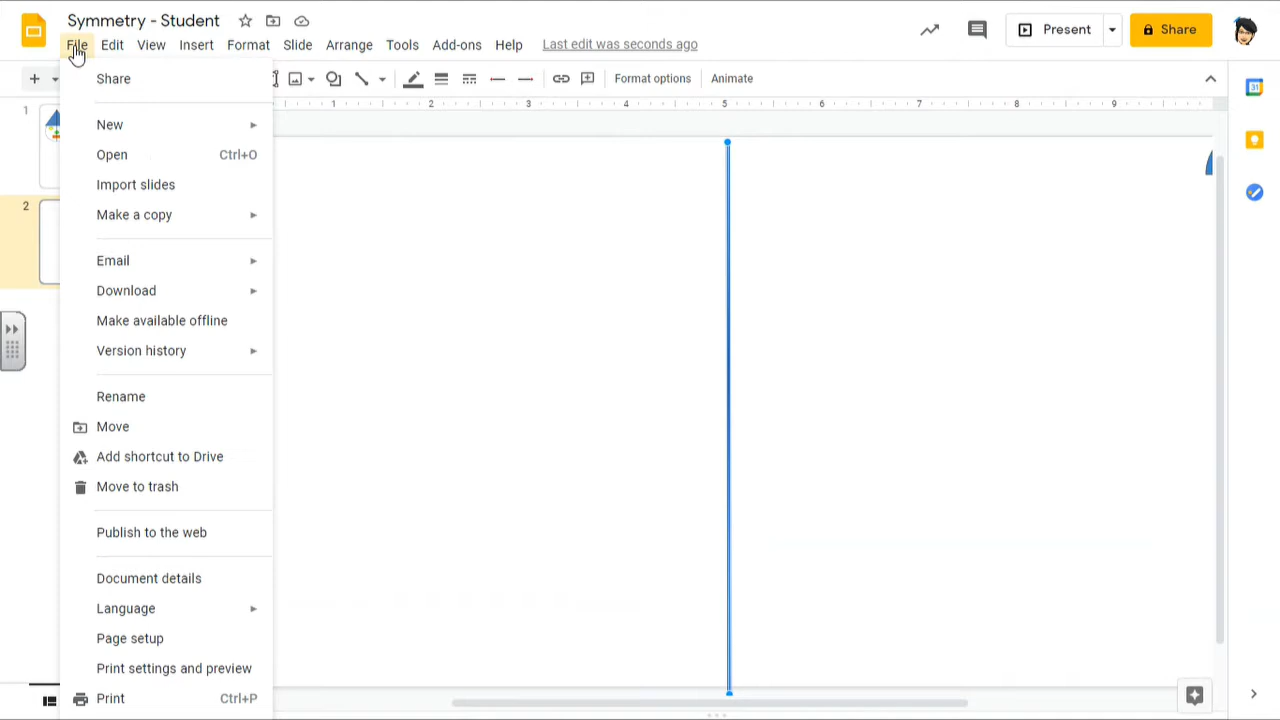 Symmetry - Student
File Edit View Insert Format Slide Arrange Tools Add-ons Help Last edit was seconds ago
Present
Share
Format options Animate
1 2 3 4 5 6 7 8 9
1
2
31
Share
New
Open Ctrl+O
Import slides
Make a copy
Email
Download
Make available offline
Version history
Rename
Move
Add shortcut to Drive
Move to trash
Publish to the web
Document details
Language
Page setup
Print settings and preview
Print Ctrl+P